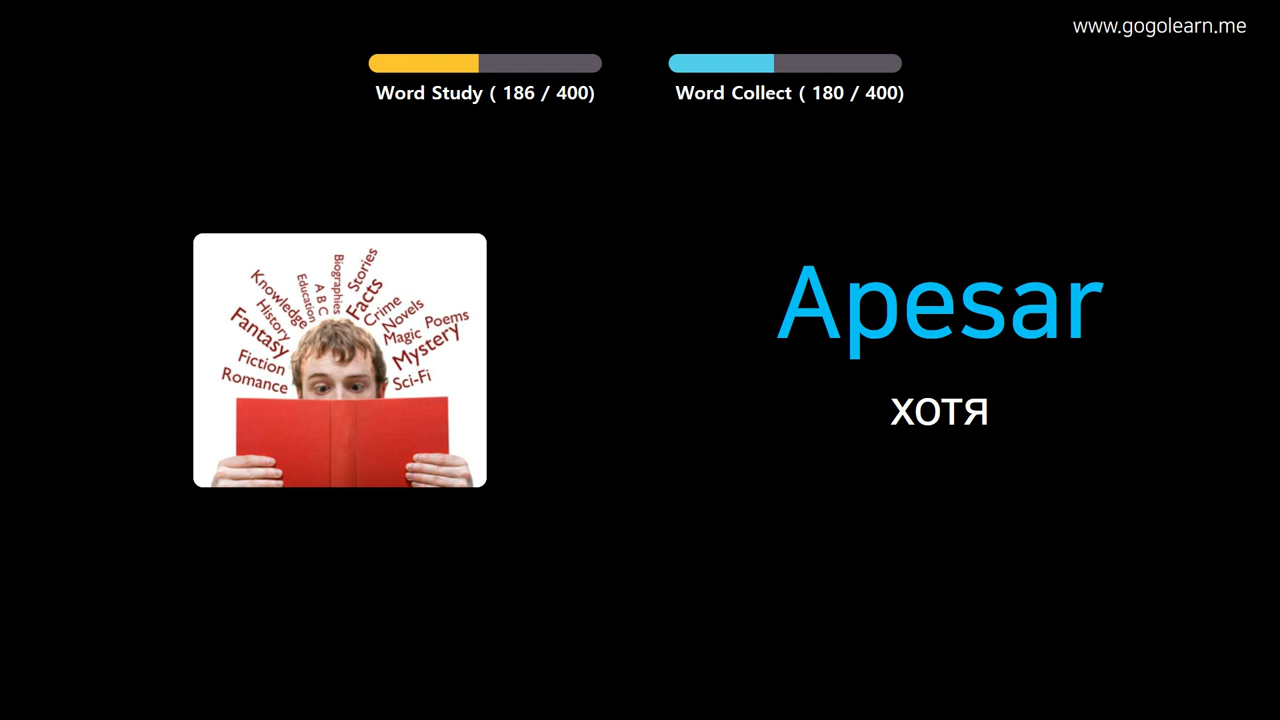 www.gogolearn.me
Word Study ( 186 / 400)
Word Collect ( 180 / 400)
Biographies
Stories
Knowledge
Education
A B C
Facts
History
Crime
Novels
Fantasy
Magic
Poems
Mystery
Fiction
Romance
Sci-Fi
Apesar
хотя